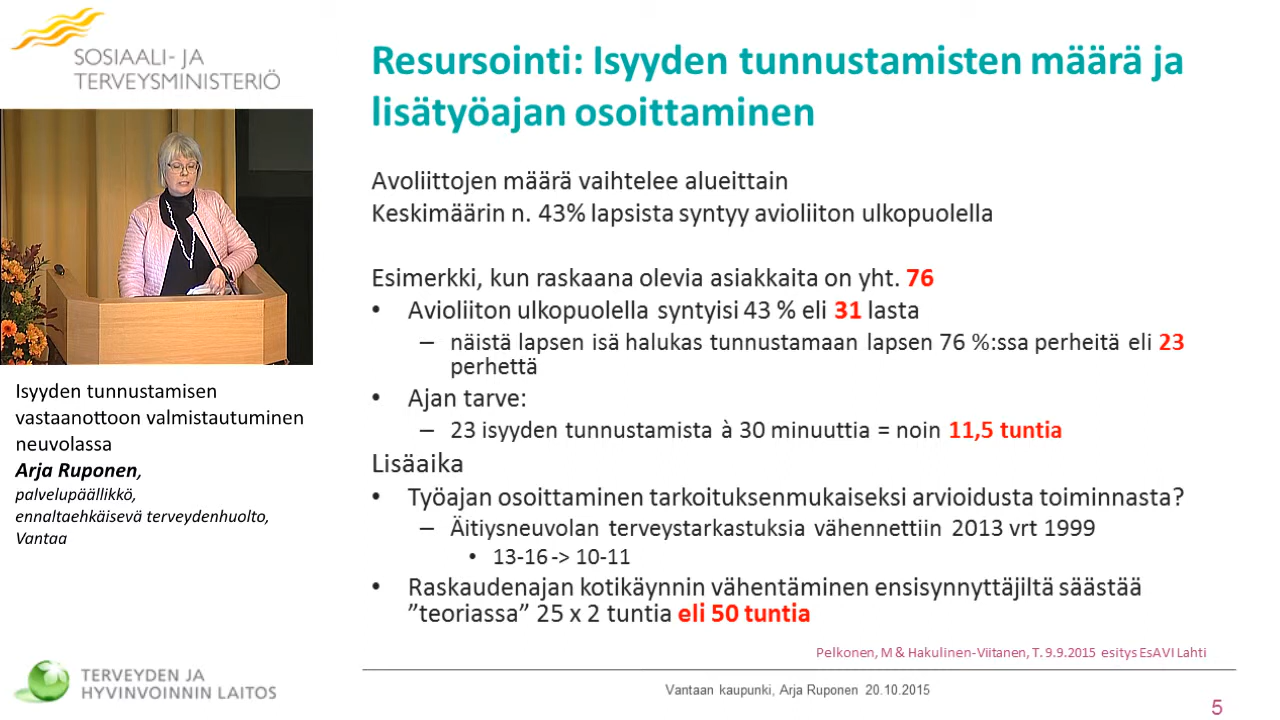 SOSIAALI- JA
TERVEYSMINISTERIÖ
Resursointi: Isyyden tunnustamisten määrä ja
lisätyöajan osoittaminen
Avoliittojen määrä vaihtelee alueittain
Keskimäärin n. 43% lapsista syntyy avioliiton ulkopuolella
Esimerkki, kun raskaana olevia asiakkaita on yht. 76
• Avioliiton ulkopuolella syntyisi 43 % eli 31 lasta
– näistä lapsen isä halukas tunnustamaan lapsen 76 %:ssa perheitä eli 23
perhettä
• Ajan tarve:
– 23 isyyden tunnustamista à 30 minuuttia = noin 11,5 tuntia
Lisäaika
• Työajan osoittaminen tarkoituksenmukaiseksi arvioidusta toiminnasta?
– Äitiysneuvolan terveystarkastuksia vähennettiin 2013 vrt 1999
• 13-16 -> 10-11
• Raskaudenajan kotikäynnin vähentäminen ensisynnyttäjiltä säästää
”teoriassa” 25 x 2 tuntia eli 50 tuntia
Pelkonen, M & Hakulinen-Viitanen, T. 9.9.2015 esitys EsAVI Lahti
Isyyden tunnustamisen
vastaanottoon valmistautuminen
neuvolassa
Arja Ruponen,
palvelupäällikkö,
ennaltaehkäisevä terveydenhuolto,
Vantaa
TERVEYDEN JA
HYVINVOINNIN LAITOS
Vantaan kaupunki, Arja Ruponen 20.10.2015
5